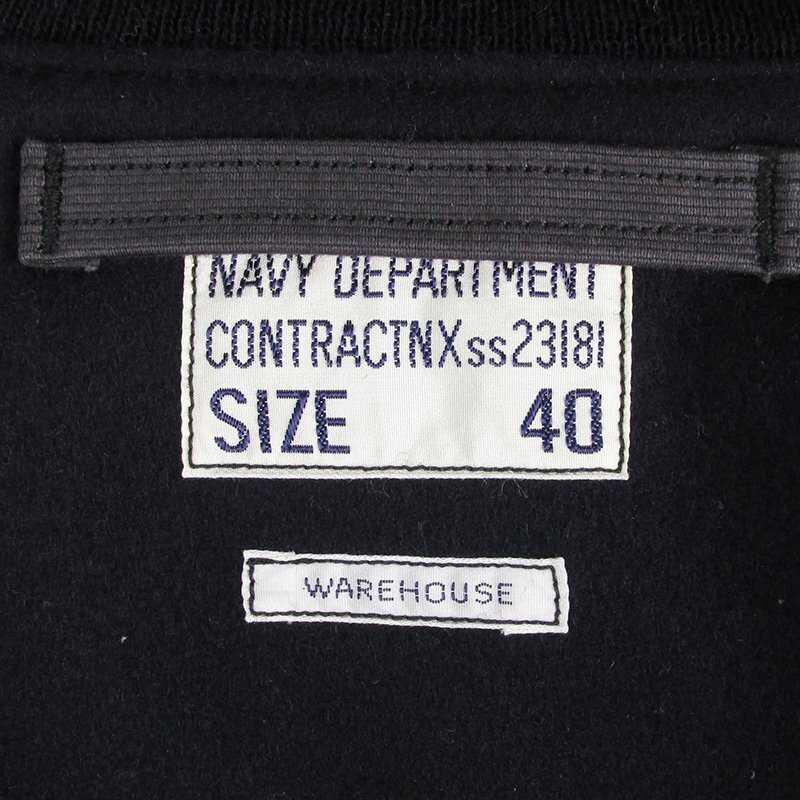 NAVY DEPARTMENT
CONTRACTNXss23181
SIZE 40
WAREHOUSE